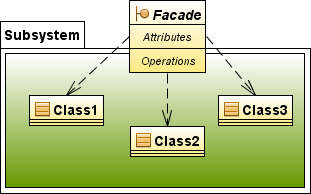 Facade
Subsystem
Attributes
Operations
Class1
Class3
Class2